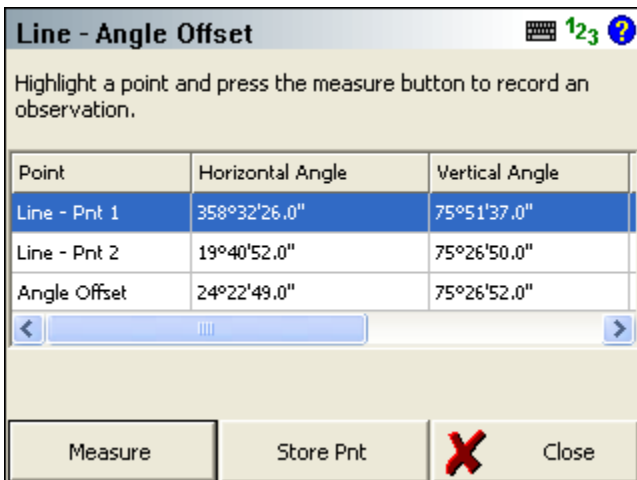 Line - Angle Offset 123 ?
Highlight a point and press the measure button to record an
observation.
Point Horizontal Angle Vertical Angle
Line - Pnt 1 358°32'26.0" 75°51'37.0"
Line - Pnt 2 19°40'52.0" 75°26'50.0"
Angle Offset 24°22'49.0" 75°26'52.0"
Measure Store Pnt Close